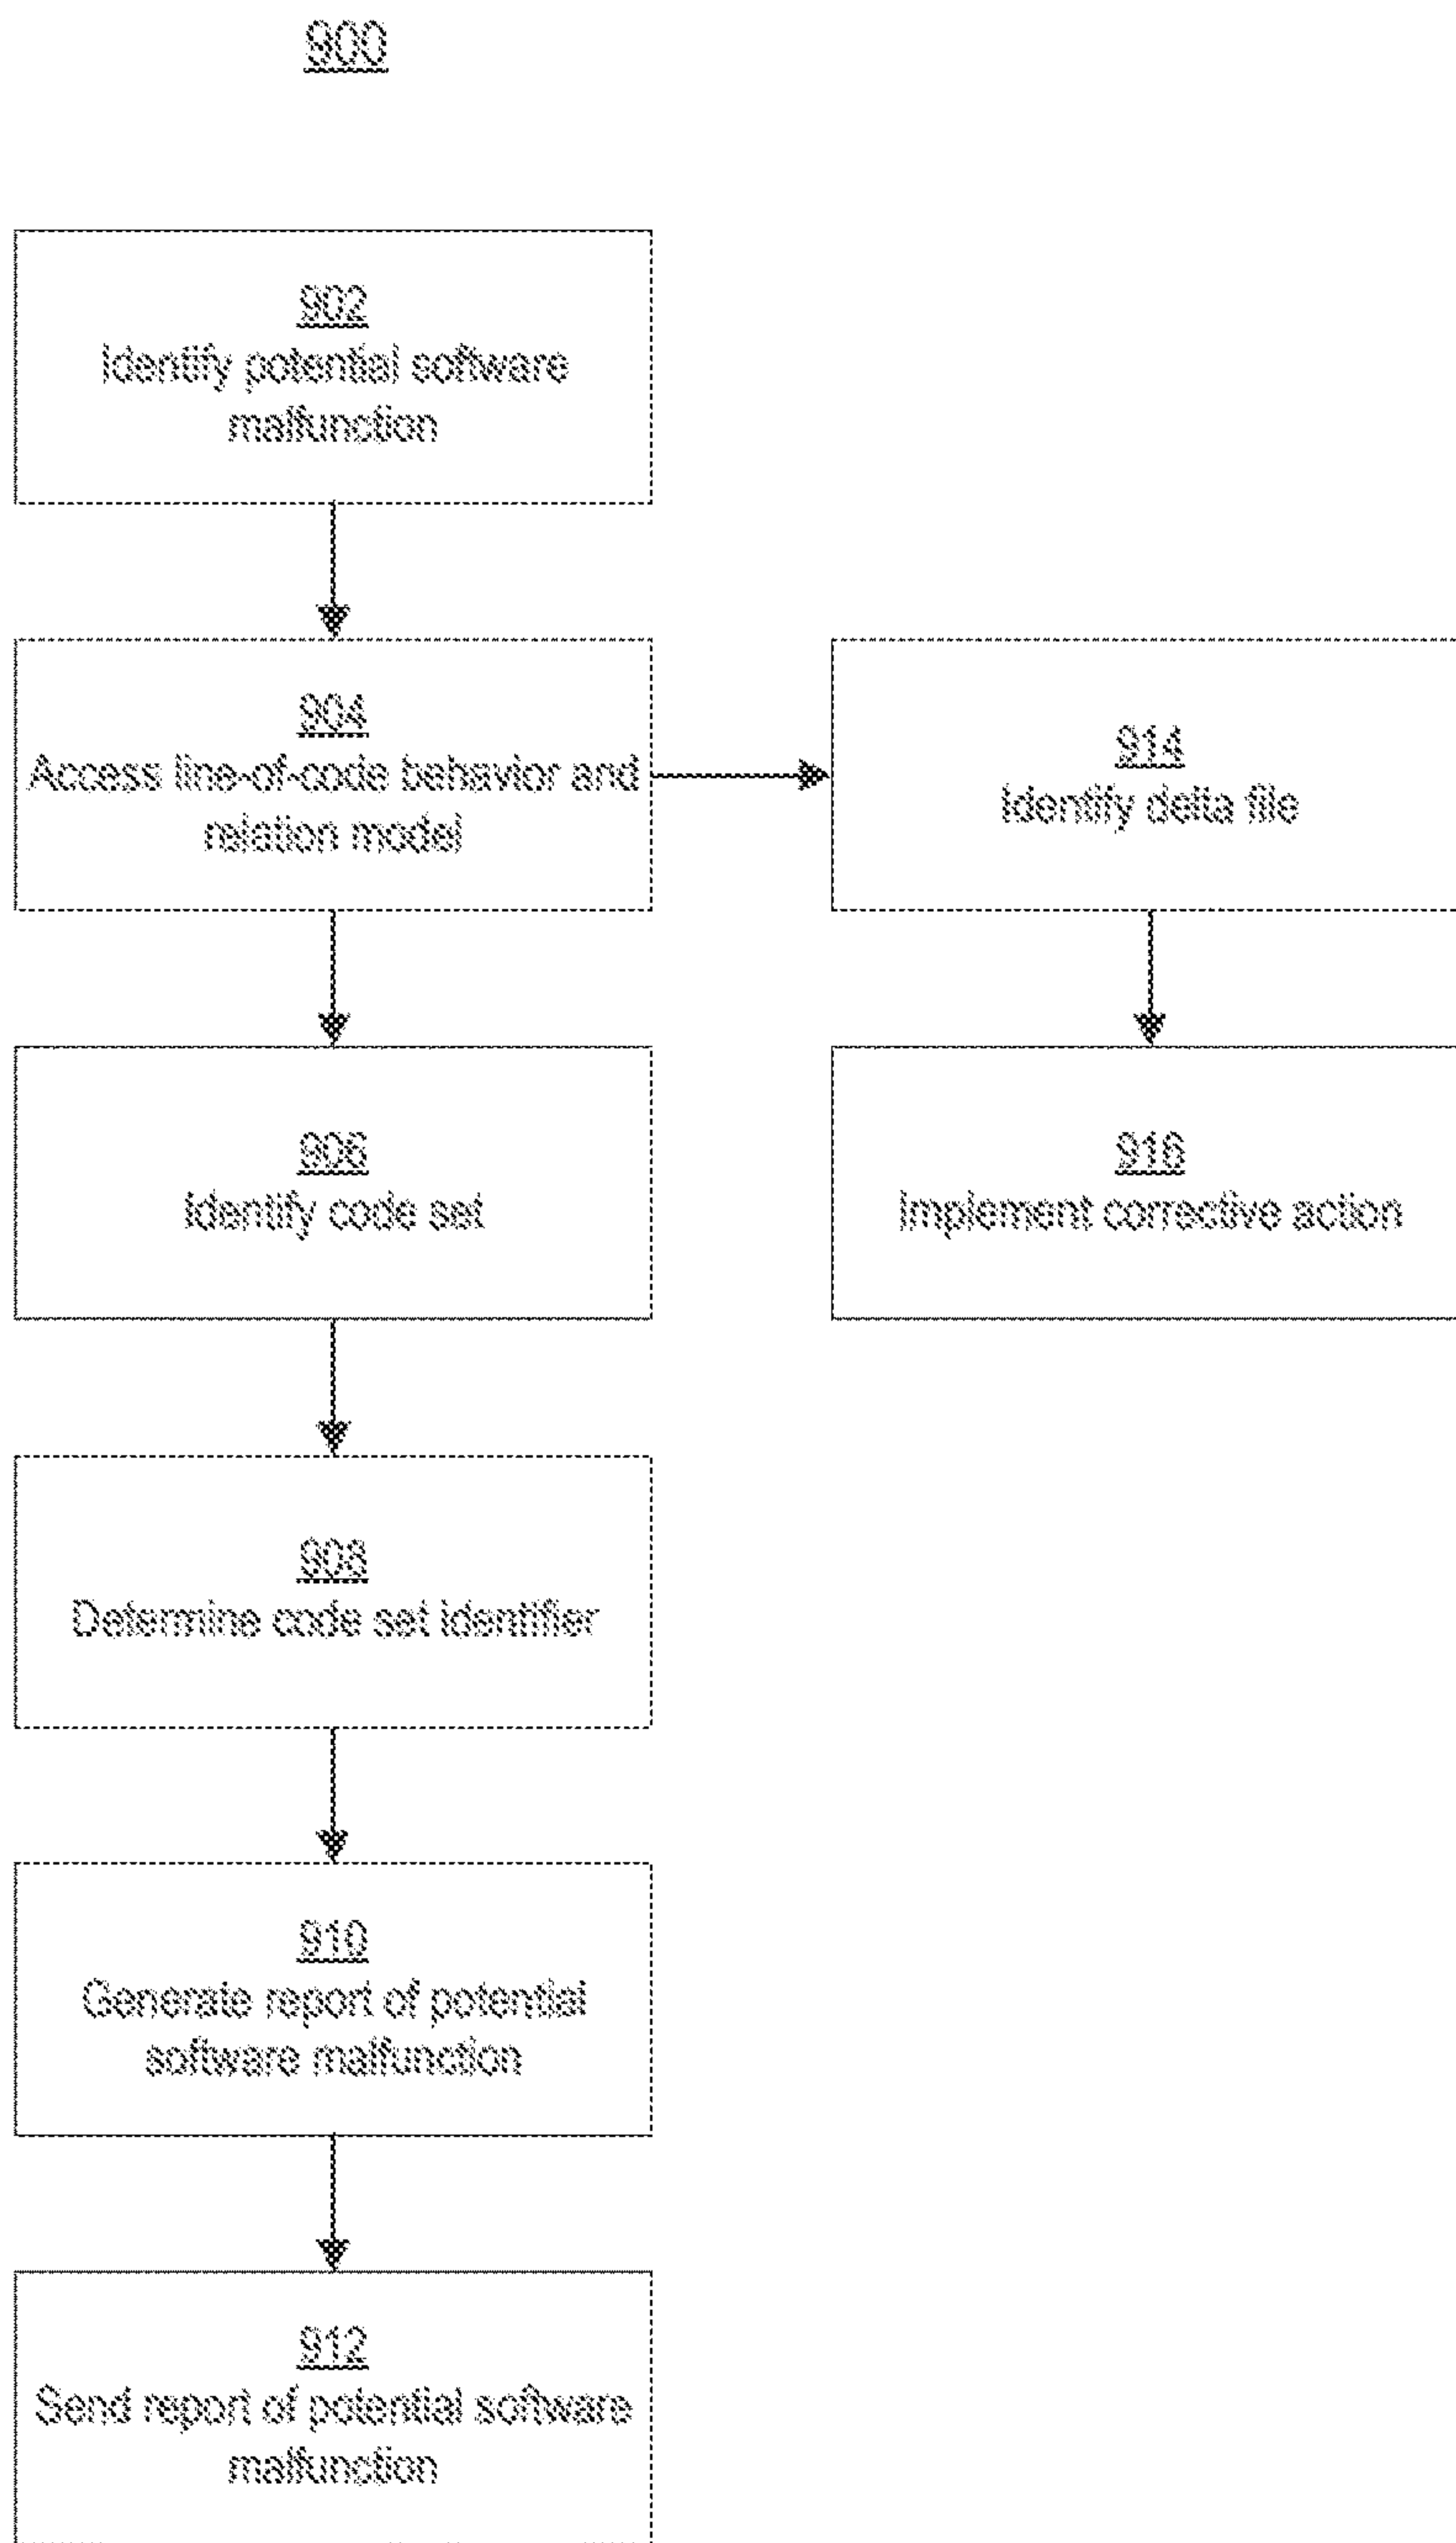 900
902
Identify potential software
malfunction
904
Access line-of-code behavior and
relation model
914
Identify delta file
906
Identify code set
916
Implement corrective action
908
Determine code set identifier
910
Generate report of potential
software malfunction
912
Send report of potential software
malfunction